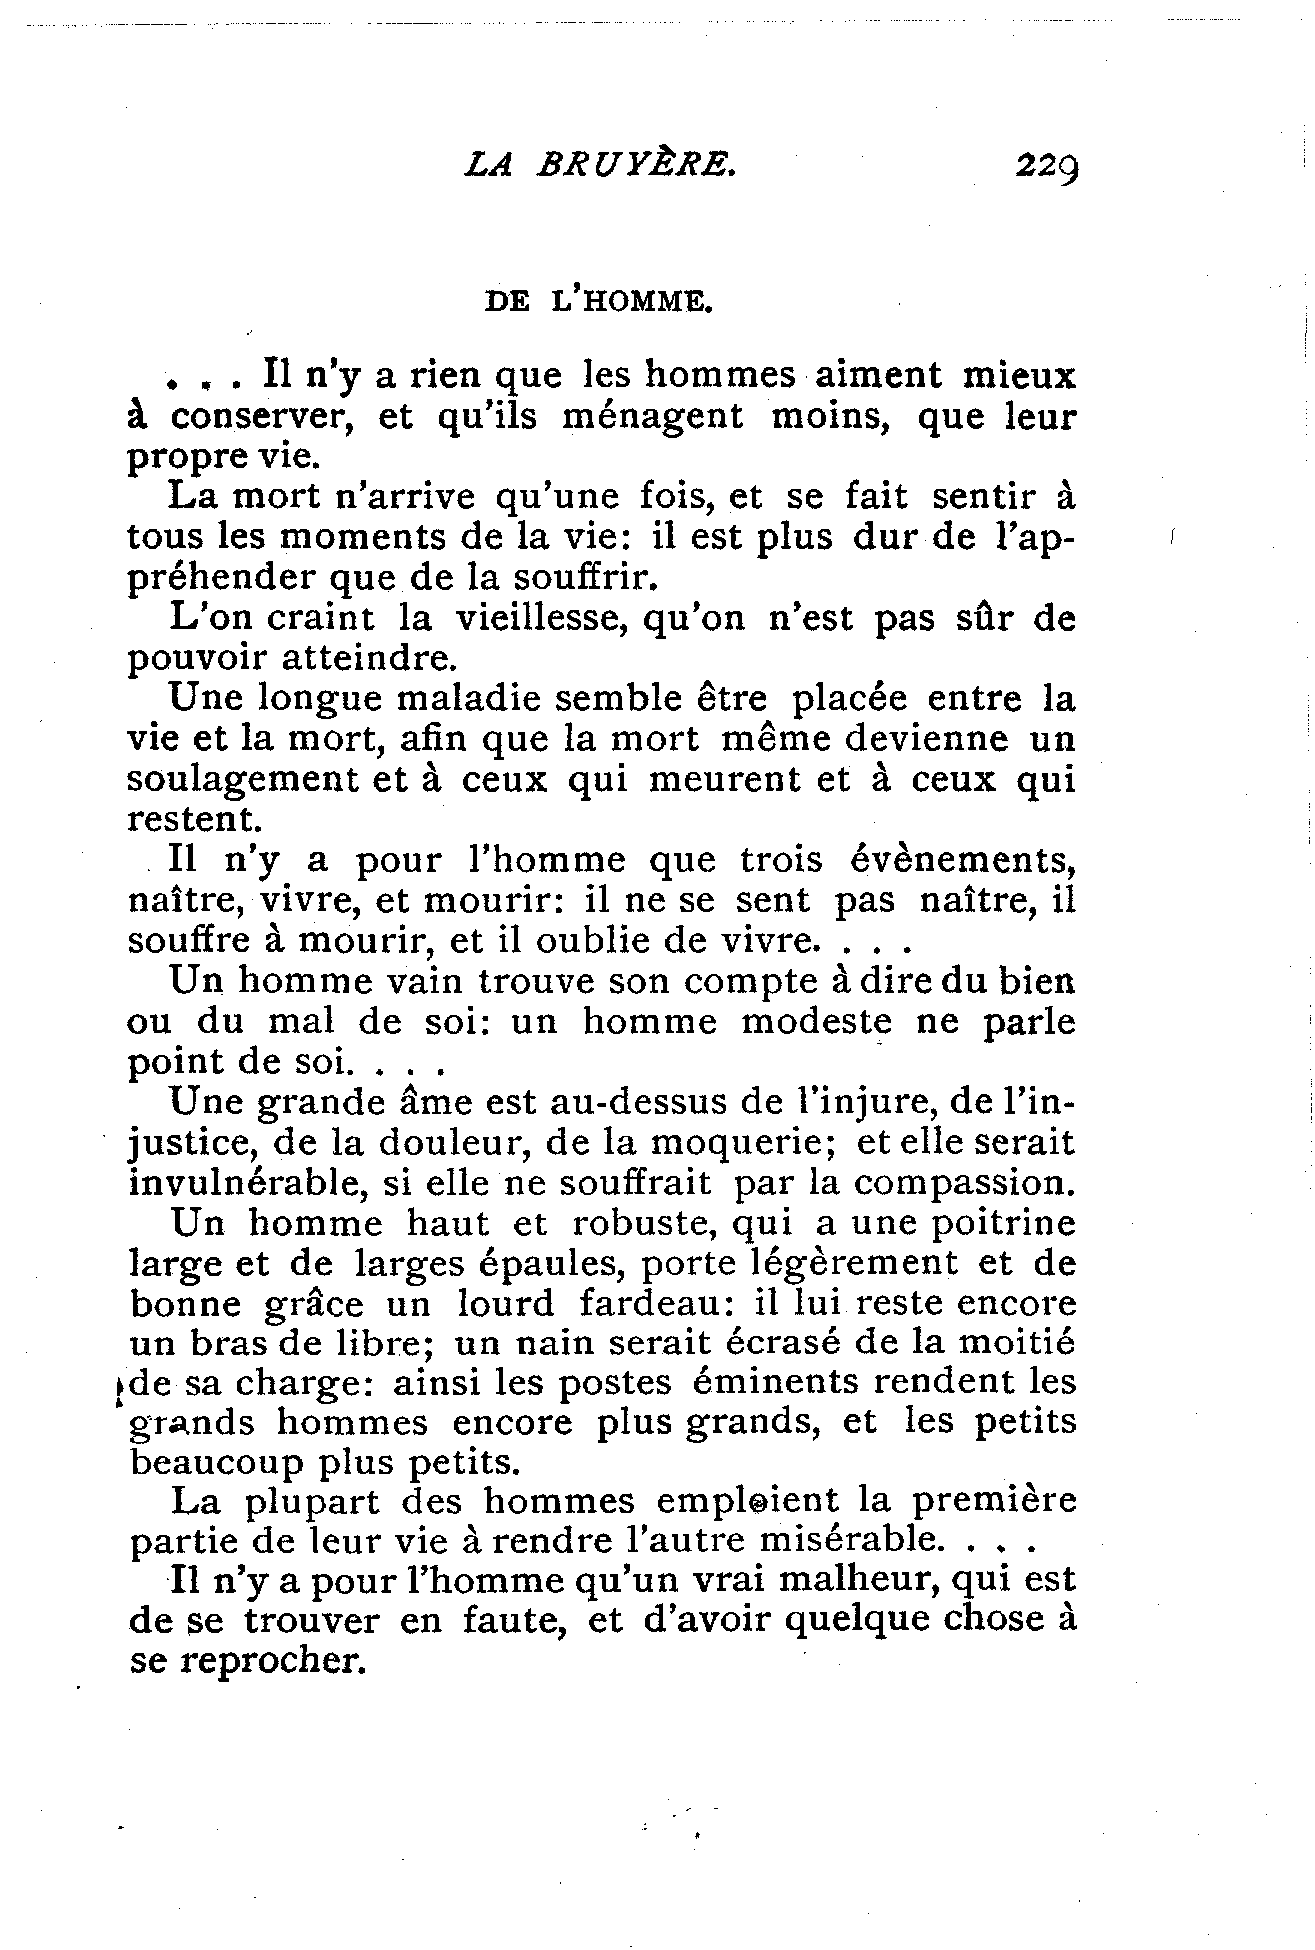 LA BRUYÈRE. 229
DE L'HOMME.
. . . Il n'y a rien que les hommes aiment mieux
à conserver, et qu'ils ménagent moins, que leur
propre vie.
La mort n'arrive qu'une fois, et se fait sentir à
tous les moments de la vie: il est plus dur de l'ap-
préhender que de la souffrir.
L'on craint la vieillesse, qu'on n'est pas sûr de
pouvoir atteindre.
Une longue maladie semble être placée entre la
vie et la mort, afin que la mort même devienne un
soulagement et à ceux qui meurent et à ceux qui
restent.
Il n'y a pour l'homme que trois évènements,
naître, vivre, et mourir: il ne se sent pas naître, il
souffre à mourir, et il oublie de vivre. . . .
Un homme vain trouve son compte à dire du bien
ou du mal de soi: un homme modeste ne parle
point de soi. . . .
Une grande âme est au-dessus de l'injure, de l'in-
justice, de la douleur, de la moquerie; et elle serait
invulnérable, si elle ne souffrait par la compassion.
Un homme haut et robuste, qui a une poitrine
large et de larges épaules, porte légèrement et de
bonne grâce un lourd fardeau: il lui reste encore
un bras de libre; un nain serait écrasé de la moitié
de sa charge: ainsi les postes éminents rendent les
grands hommes encore plus grands, et les petits
beaucoup plus petits.
La plupart des hommes emploient la première
partie de leur vie à rendre l'autre misérable. . . .
Il n'y a pour l'homme qu'un vrai malheur, qui est
de se trouver en faute, et d'avoir quelque chose à
se reprocher.